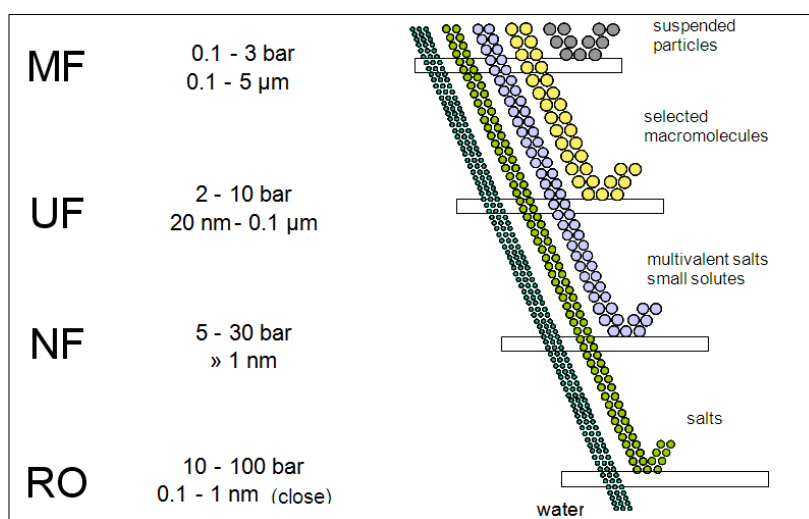 MF
0.1 - 3 bar
0.1 - 5 µm
suspended
particles
selected
macromolecules
UF
2 - 10 bar
20 nm - 0.1 µm
multivalent salts
small solutes
NF
5 - 30 bar
» 1 nm
salts
RO
10 - 100 bar
0.1 - 1 nm (close)
water